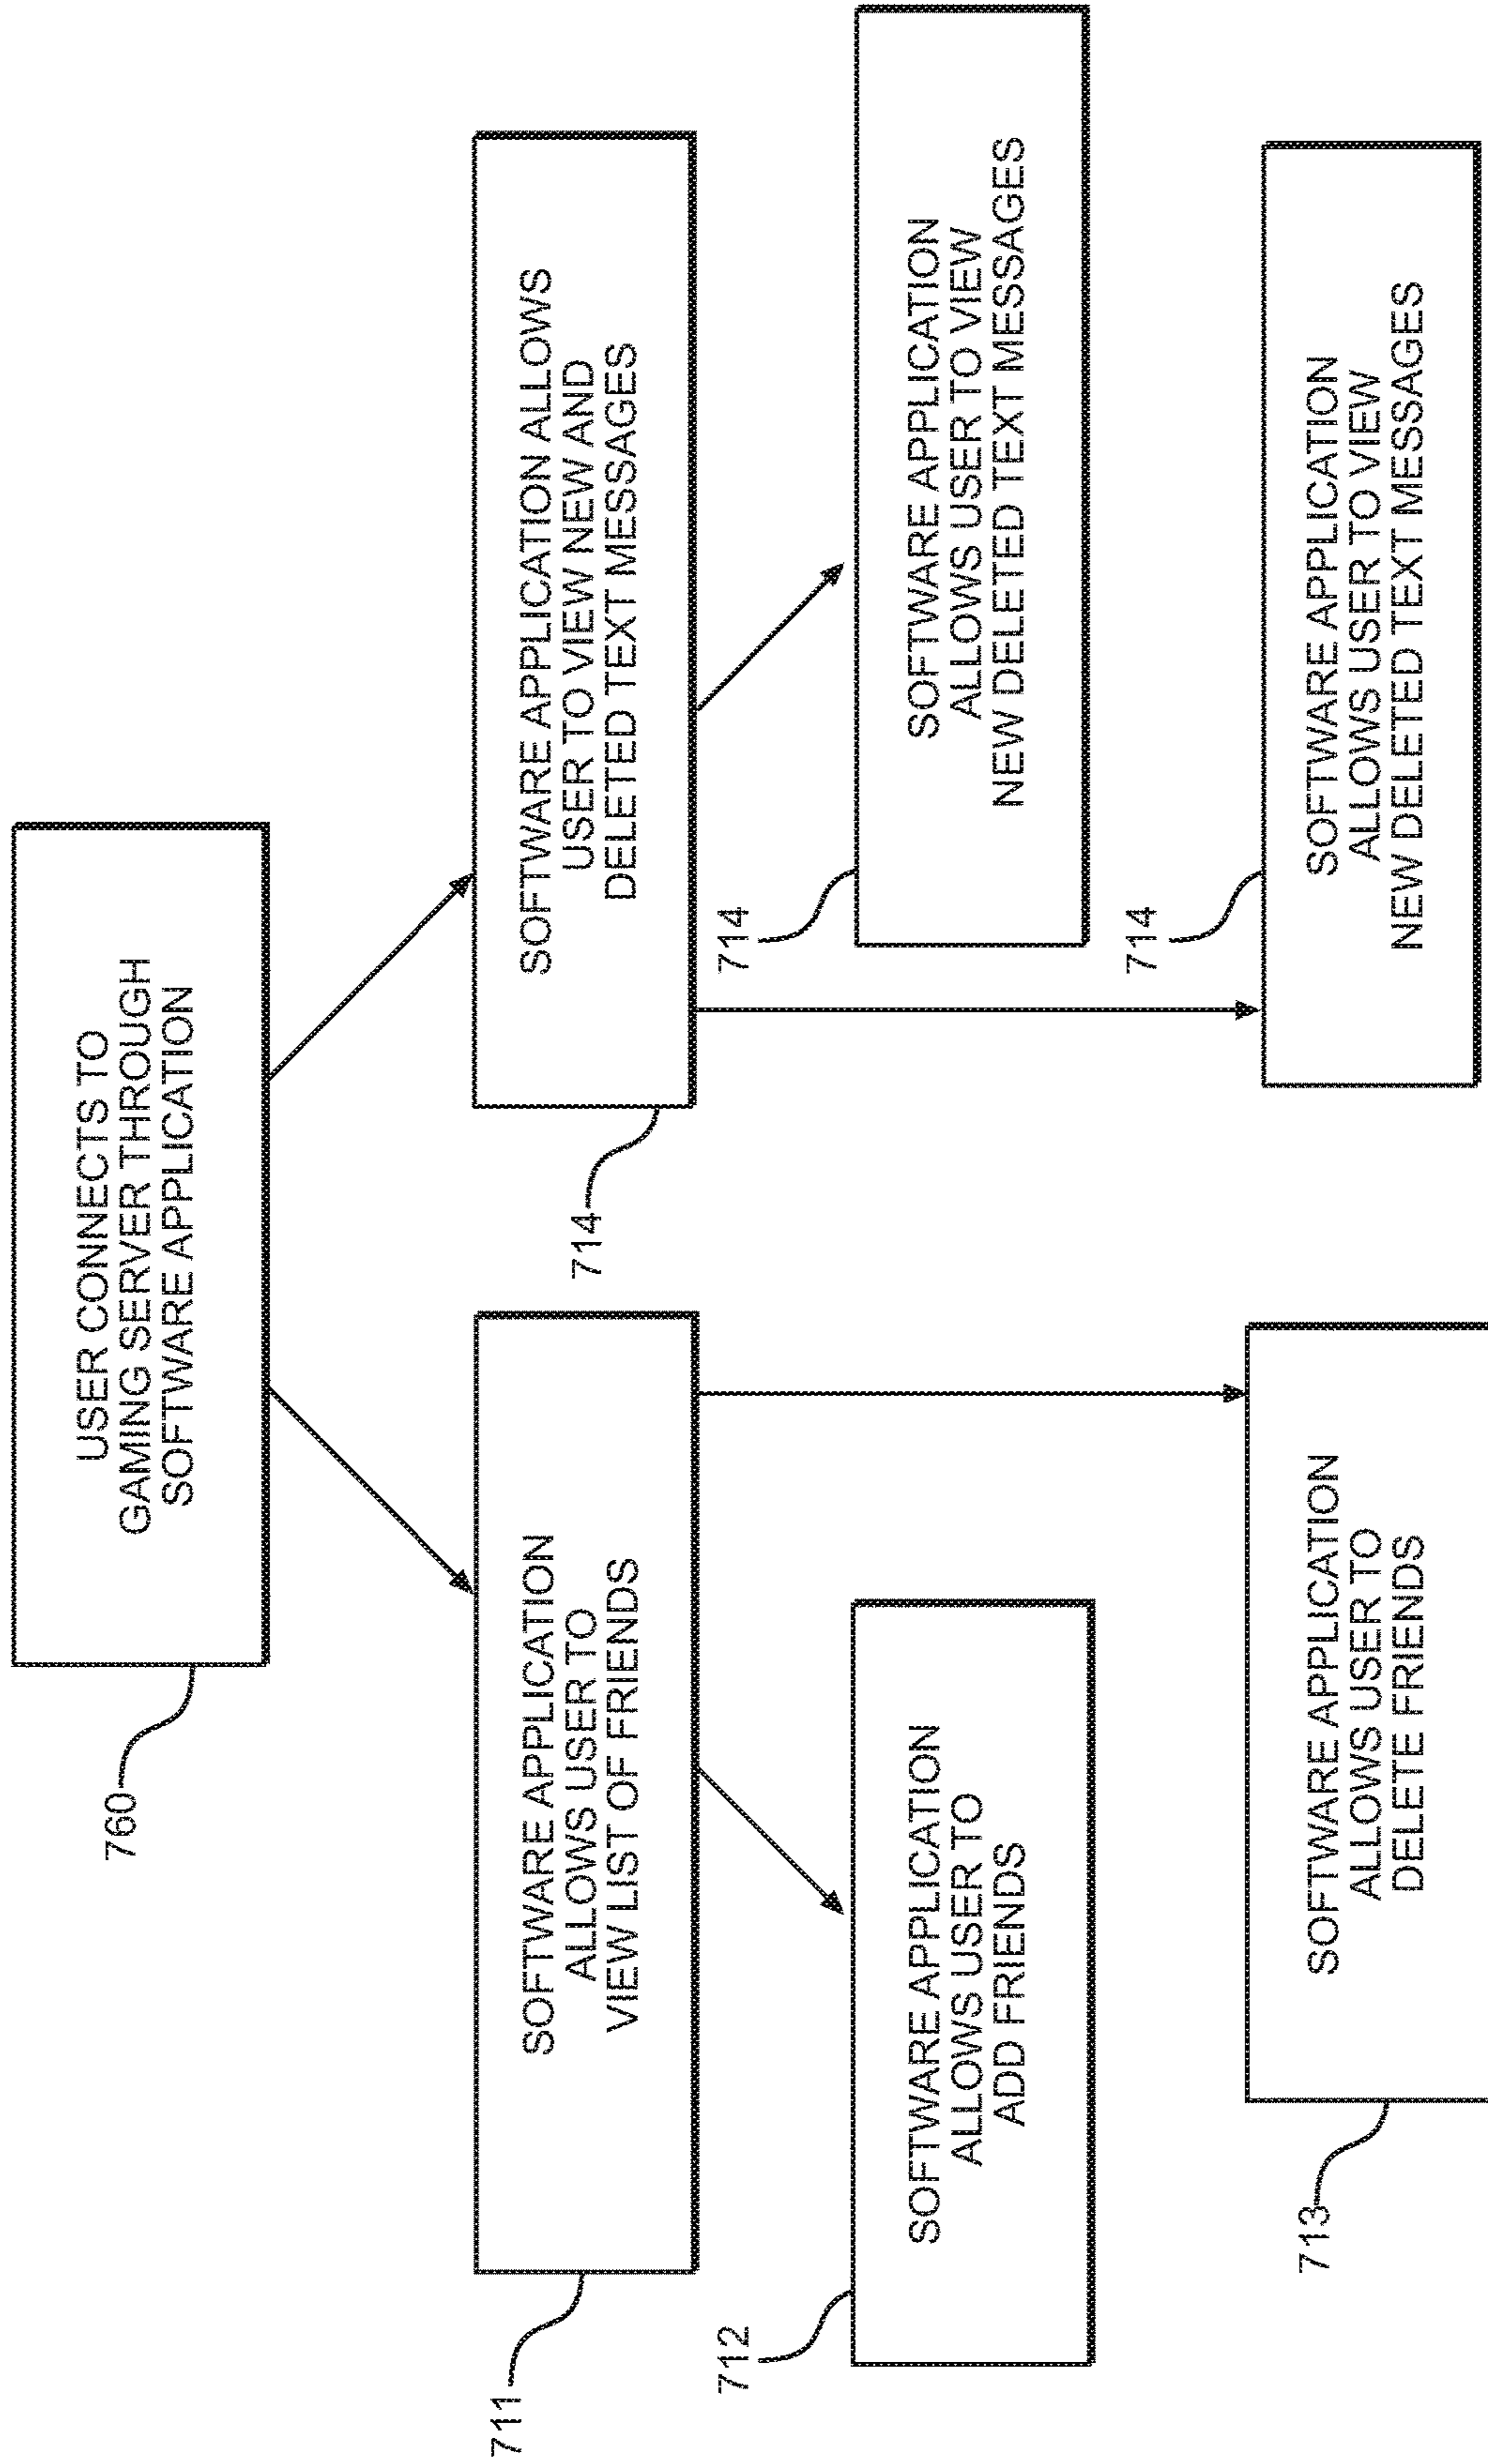 USER CONNECTS TO
GAMING SERVER THROUGH
SOFTWARE APPLICATION
760
SOFTWARE APPLICATION
ALLOWS USER TO
VIEW LIST OF FRIENDS
711
SOFTWARE APPLICATION ALLOWS
USER TO VIEW NEW AND
DELETED TEXT MESSAGES
714
SOFTWARE APPLICATION
ALLOWS USER TO
ADD FRIENDS
712
SOFTWARE APPLICATION
ALLOWS USER TO VIEW
NEW DELETED TEXT MESSAGES
714
SOFTWARE APPLICATION
ALLOWS USER TO
DELETE FRIENDS
713
SOFTWARE APPLICATION
ALLOWS USER TO VIEW
NEW DELETED TEXT MESSAGES
714